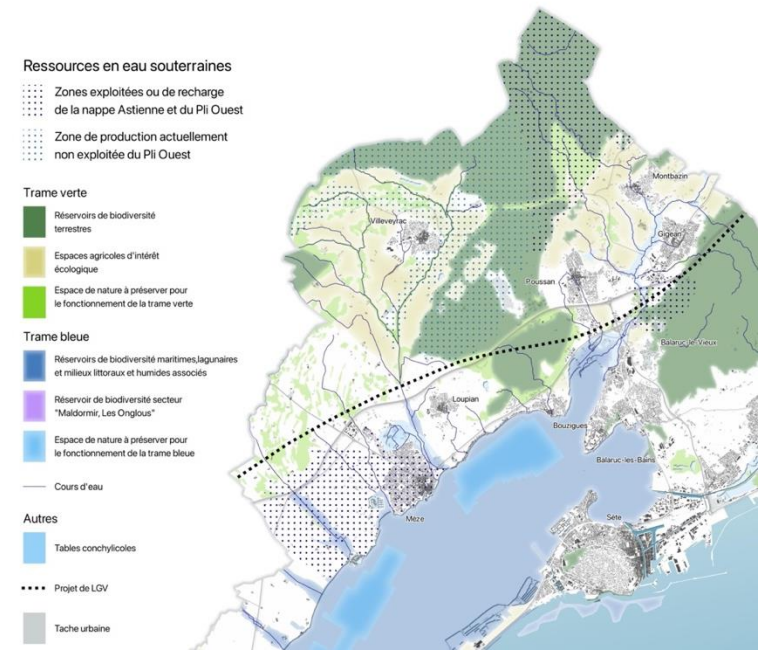 Ressources en eau souterraines
Zones exploitées ou de recharge
de la nappe Astienne et du Pli Ouest
Zone de production actuellement
non exploitée du Pli Ouest
Trame verte
Réservoirs de biodiversité
terrestres
Espaces agricoles d'intérêt
écologique
Espace de nature à préserver pour
le fonctionnement de la trame verte
Trame bleue
Réservoirs de biodiversité maritimes,lagunaires
et milieux littoraux et humides associés
Réservoir de biodiversité secteur
"Maldormir, Les Onglous"
Espace de nature à préserver pour
le fonctionnement de la trame bleue
Cours d'eau
Autres
Tables conchylicoles
Projet de LGV
Tache urbaine
Montbazin
Villeveyrac
Gigean
Poussan
Balaruc-le-Vieux
Loupian
Bouzigues
Balaruc-les-Bains
Mèze
Sète